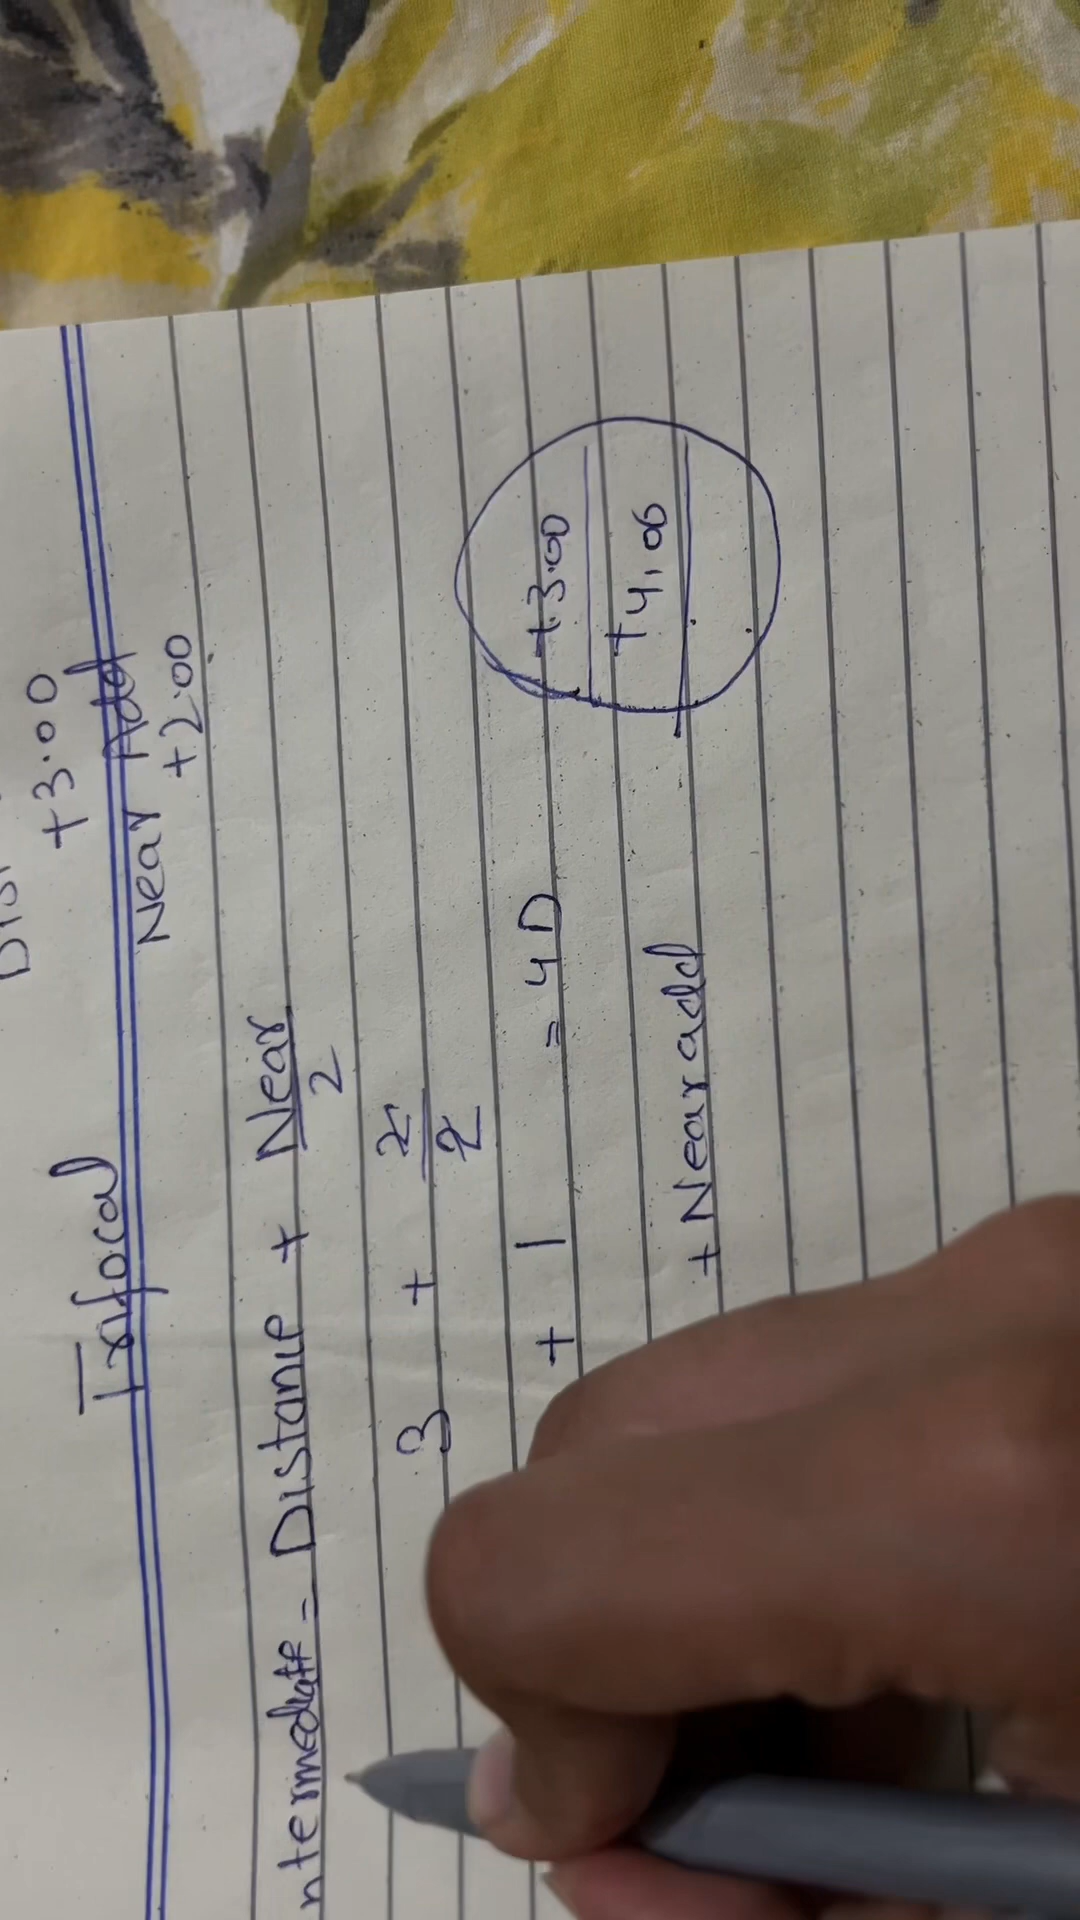 +3.00
Trifocal
Near Add
+2.00
ntermediate = Distance + Near/2
3 + 2/2
+ 1 = 4D
+ Near add
+3.00
+4.00